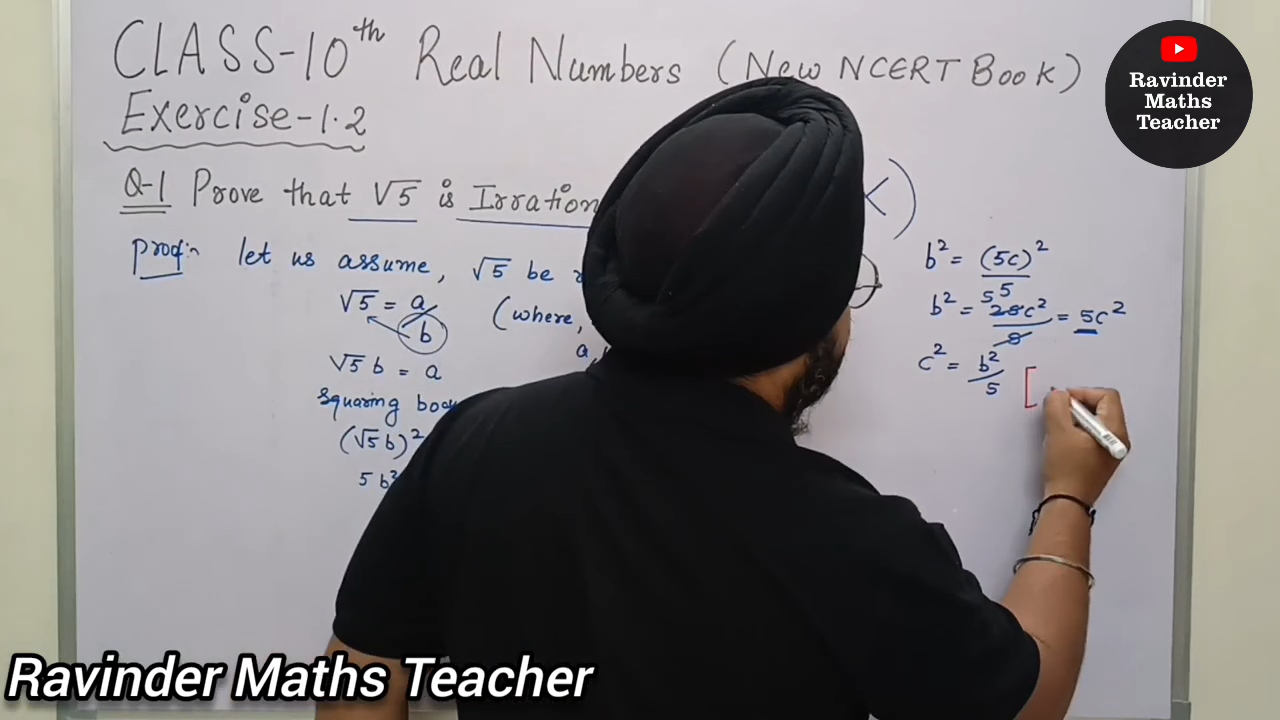 CLASS-10th Real Numbers (New NCERT Book)
Exercise-1.2
Q-1 Prove that √5 is Irration
Proof:- let us assume, √5 be
√5 = a/b
(where,
a,
√5 b = a
Squaring
(√5 b)²
5 b²
b² = (5c)²
b² = 25c²/5 = 5c²
c² = b²/5 [
Ravinder
Maths
Teacher
Ravinder Maths Teacher